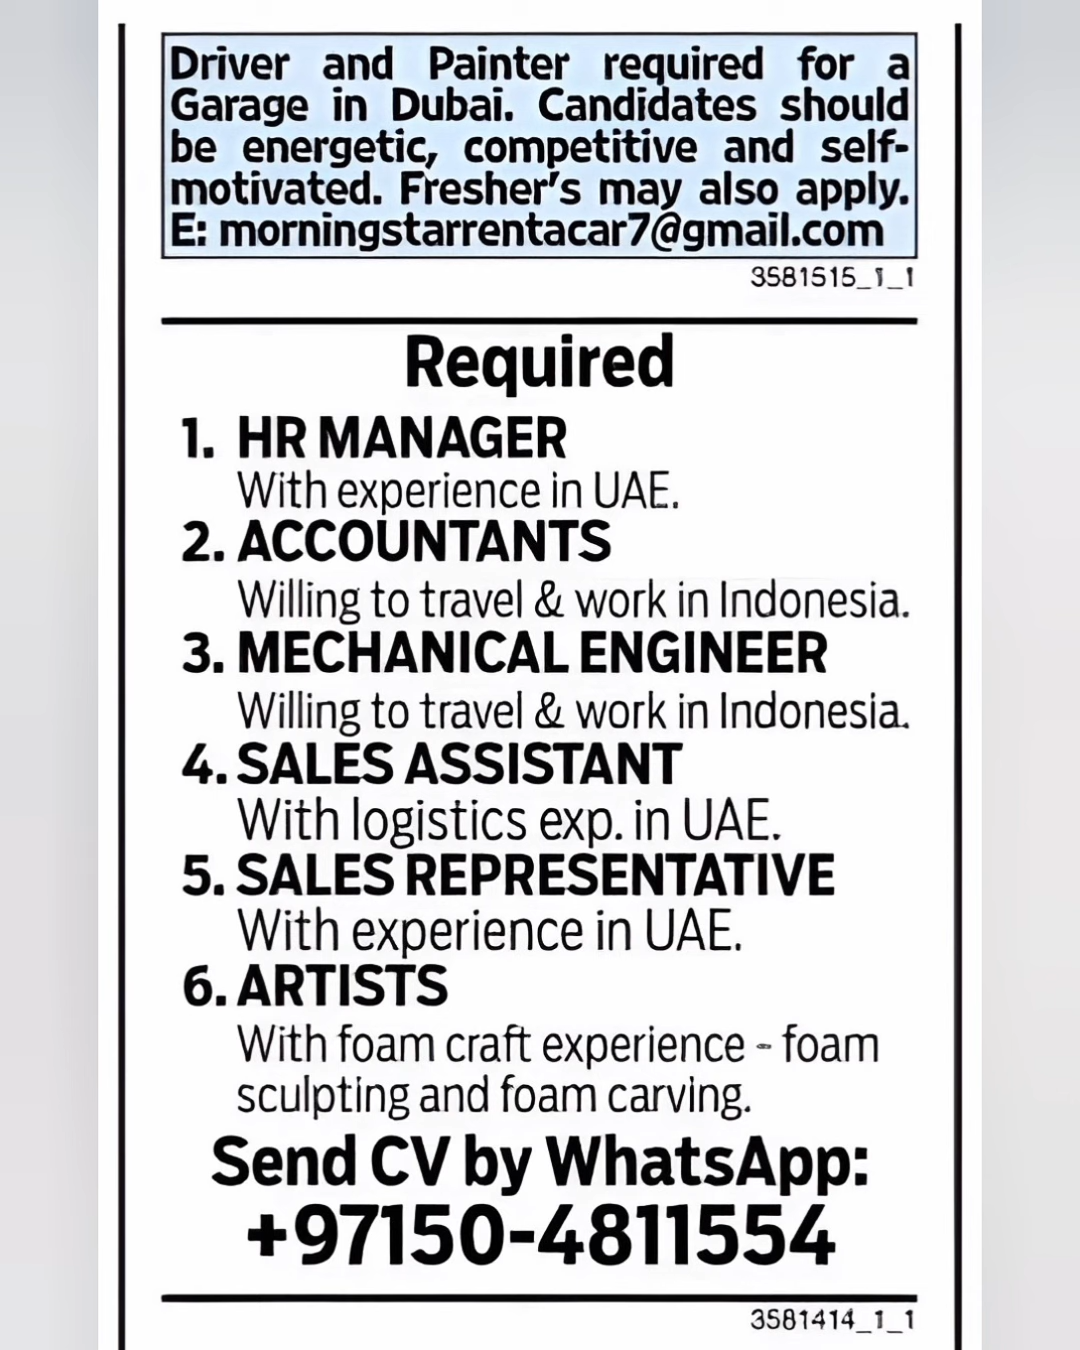 Driver and Painter required for a
Garage in Dubai. Candidates should
be energetic, competitive and self-
motivated. Fresher's may also apply.
E: morningstarrentacar7@gmail.com
3581515_1_1
Required
1. HR MANAGER
With experience in UAE.
2. ACCOUNTANTS
Willing to travel & work in Indonesia.
3. MECHANICAL ENGINEER
Willing to travel & work in Indonesia.
4. SALES ASSISTANT
With logistics exp. in UAE.
5. SALES REPRESENTATIVE
With experience in UAE.
6. ARTISTS
With foam craft experience - foam
sculpting and foam carving.
Send CV by WhatsApp:
+97150-4811554
3581414_1_1